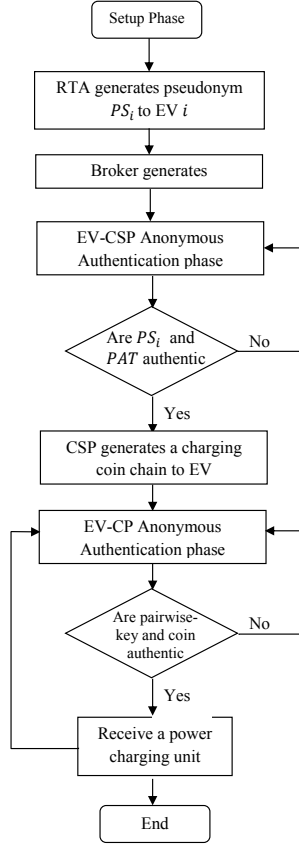 Setup Phase
RTA generates pseudonym
𝑃𝑆𝑖 to EV 𝑖
Broker generates
EV-CSP Anonymous
Authentication phase
Are 𝑃𝑆𝑖 and
𝑃𝐴𝑇 authentic
No
Yes
CSP generates a charging
coin chain to EV
EV-CP Anonymous
Authentication phase
Are pairwise-
key and coin
authentic
No
Yes
Receive a power
charging unit
End